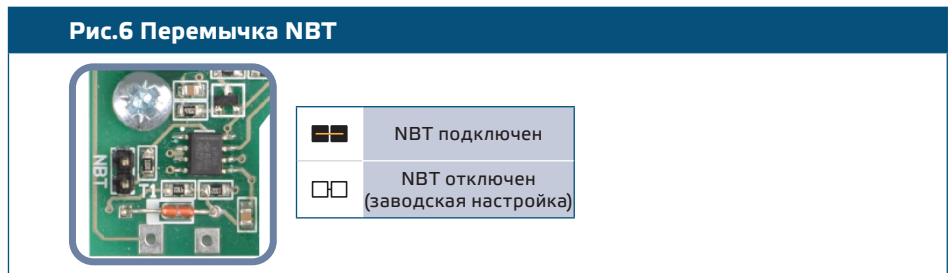 Рис.6 Перемычка NBT
NBT
T1
NBT подключен
NBT отключен
(заводская настройка)